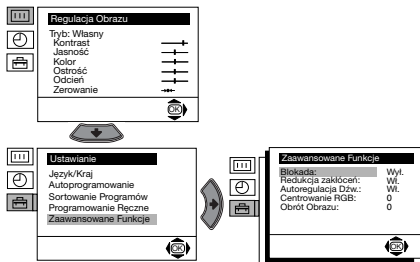 Regulacja Obrazu
Tryb: Własny
Kontrast
Jasność
Kolor
Ostrość
Odcień
Zerowanie
OK
Ustawianie
Język/Kraj
Autoprogramowanie
Sortowanie Programów
Programowanie Ręczne
Zaawansowane Funkcje
OK
Zaawansowane Funkcje
Blokada: Wył.
Redukcja zakłóceń: Wł.
Autoregulacja Dźw.: Wł.
Centrowanie RGB: 0
Obrót Obrazu: 0
OK